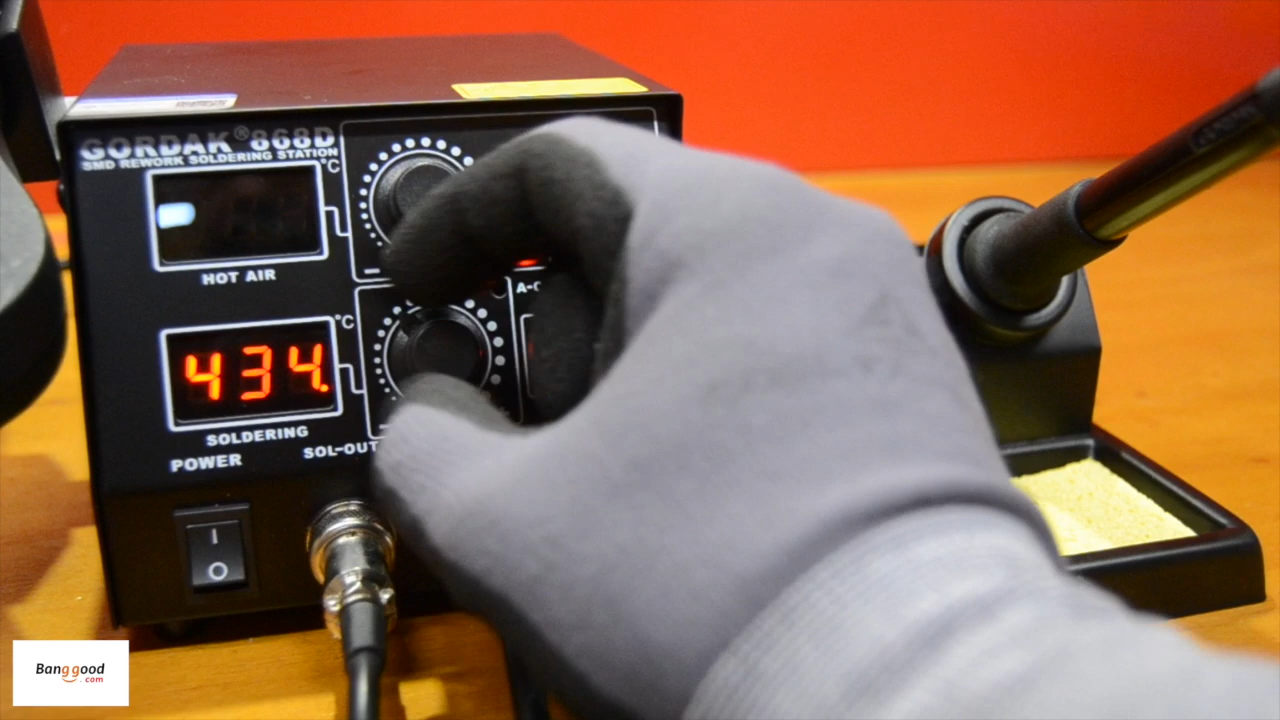 GORDAK®868D
SMD REWORK SOLDERING STATION
°C
HOT AIR
A-
°C
434.
SOLDERING
SOL-OUT
POWER
I
O
Banggood
.com